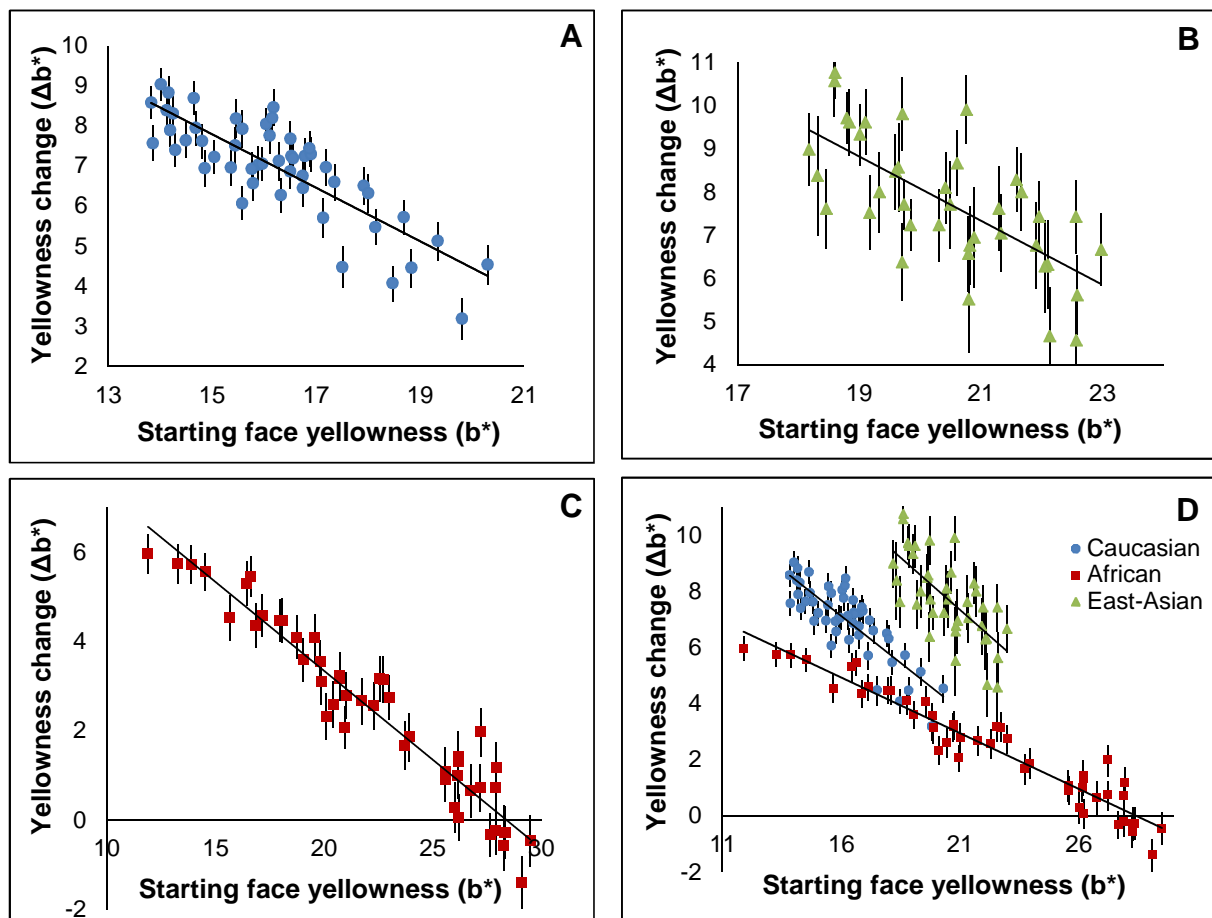 A
Yellowness change (Δb*)
10
9
8
7
6
5
4
3
2
13 15 17 19 21
Starting face yellowness (b*)
B
Yellowness change (Δb*)
11
10
9
8
7
6
5
4
17 19 21 23
Starting face yellowness (b*)
C
Yellowness change (Δb*)
6
4
2
0
-2
10 15 20 25 30
Starting face yellowness (b*)
D
Yellowness change (Δb*)
10
8
6
4
2
0
-2
Caucasian
African
East-Asian
11 16 21 26
Starting face yellowness (b*)